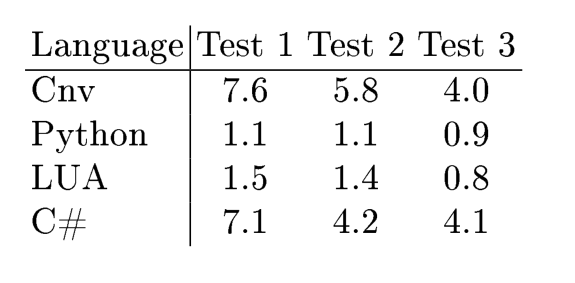 Language Test 1 Test 2 Test 3
Cnv 7.6 5.8 4.0
Python 1.1 1.1 0.9
LUA 1.5 1.4 0.8
C# 7.1 4.2 4.1